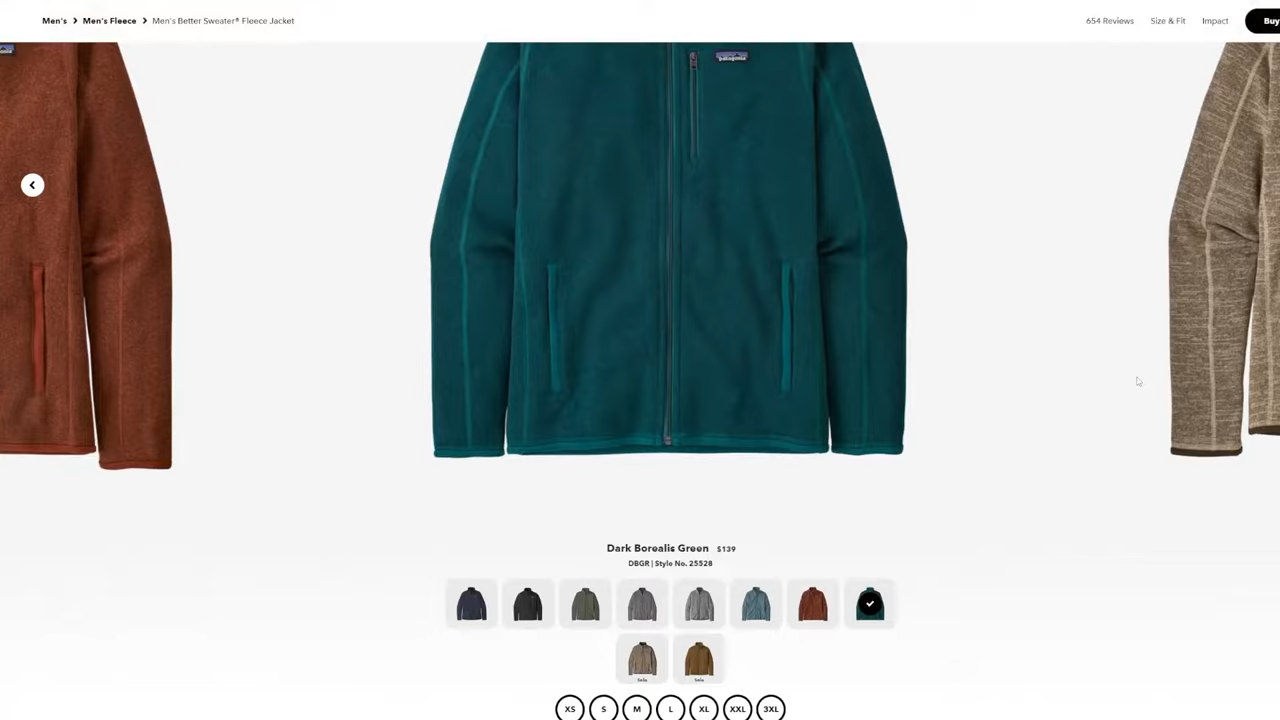 Men's > Men's Fleece > Men's Better Sweater® Fleece Jacket
654 Reviews Size & Fit Impact Buy
patagonia
Dark Borealis Green $139
DBGR | Style No. 25528
Sale Sale
XS S M L XL XXL 3XL